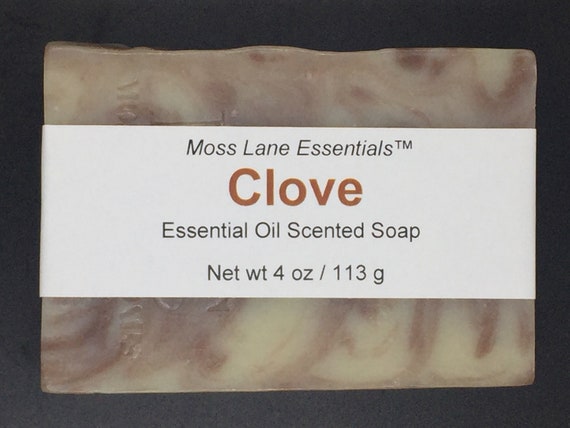 Moss Lane Essentials™
Clove
Essential Oil Scented Soap
Net wt 4 oz / 113 g